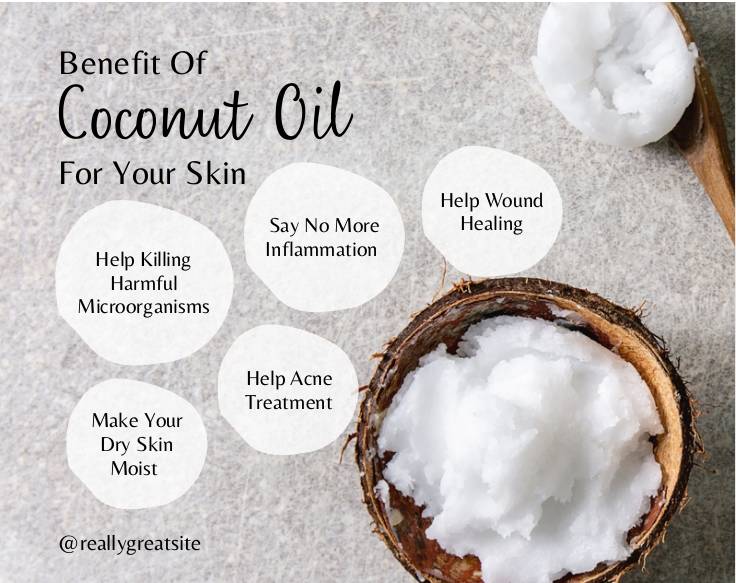 Benefit Of
Coconut Oil
For Your Skin
Help Killing
Harmful
Microorganisms
Say No More
Inflammation
Help Wound
Healing
Help Acne
Treatment
Make Your
Dry Skin
Moist
@reallygreatsite